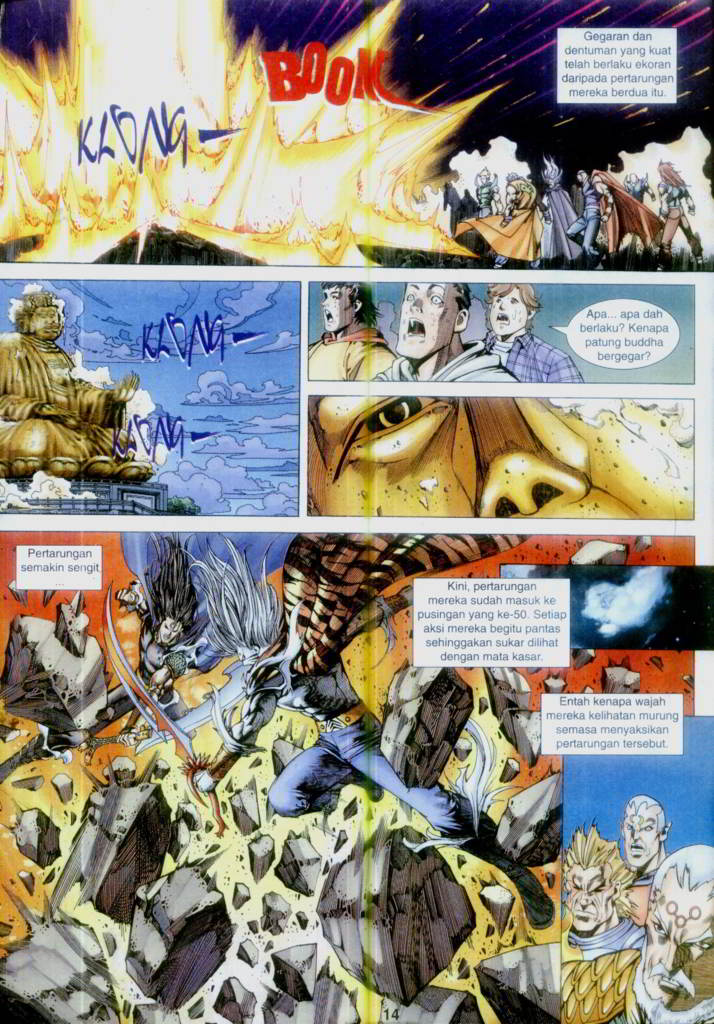 BOOM
Gegaran dan
dentuman yang kuat
telah berlaku ekoran
daripada pertarungan
mereka berdua itu.
KLONG
KLONG
KLONG
Apa... apa dah
berlaku? Kenapa
patung buddha
bergegar?
Pertarungan
semakin sengit.
...
Kini, pertarungan
mereka sudah masuk ke
pusingan yang ke-50. Setiap
aksi mereka begitu pantas
sehinggakan sukar dilihat
dengan mata kasar.
Entah kenapa wajah
mereka kelihatan murung
semasa menyaksikan
pertarungan tersebut.
14